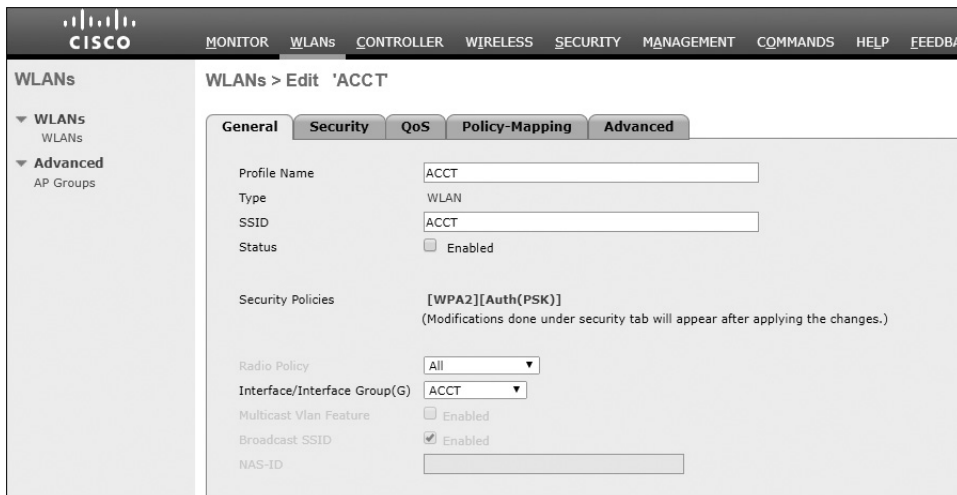 CISCO
MONITOR WLANs CONTROLLER WIRELESS SECURITY MANAGEMENT COMMANDS HELP FEEDBA
WLANs
WLANs
WLANs
Advanced
AP Groups
WLANs > Edit 'ACCT'
General Security QoS Policy-Mapping Advanced
Profile Name ACCT
Type WLAN
SSID ACCT
Status Enabled
Security Policies [WPA2][Auth(PSK)]
(Modifications done under security tab will appear after applying the changes.)
Radio Policy All
Interface/Interface Group(G) ACCT
Multicast Vlan Feature Enabled
Broadcast SSID Enabled
NAS-ID